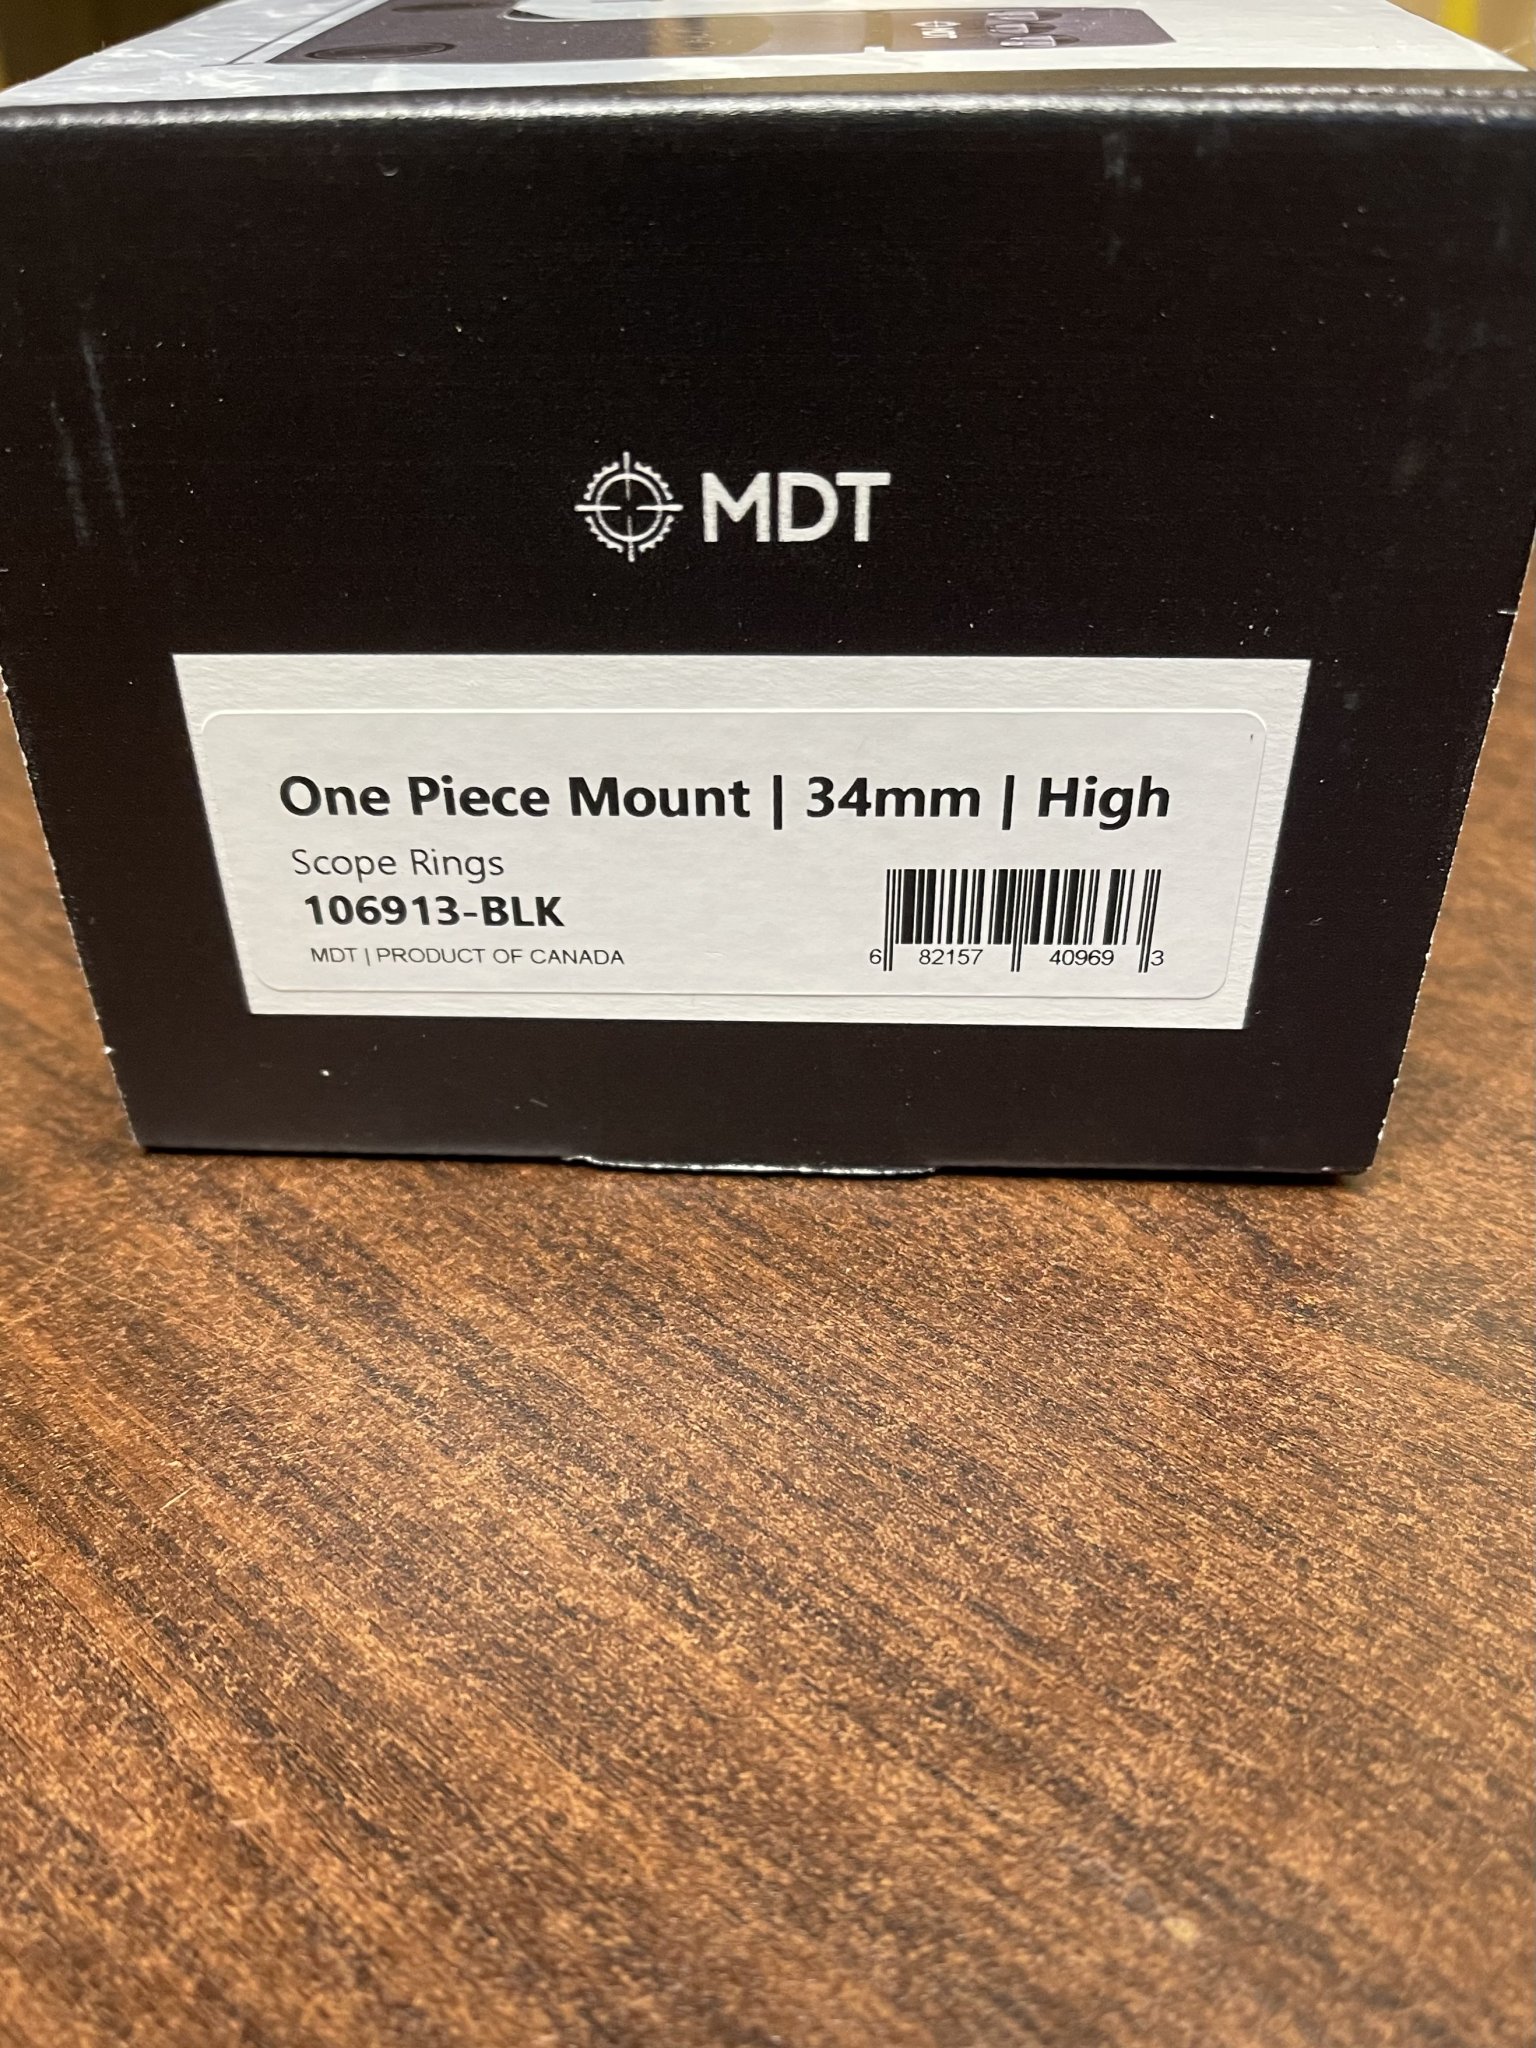 MDT
One Piece Mount | 34mm | High
Scope Rings
106913-BLK
MDT | PRODUCT OF CANADA
6 82157 40969 3